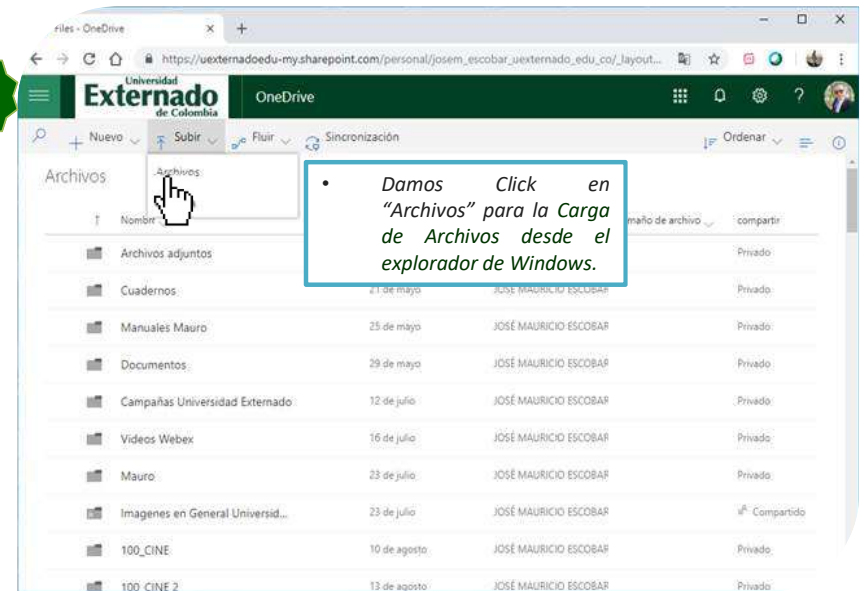 Files - OneDrive
https://uexternadoedu-my.sharepoint.com/personal/josem_escobar_uexternado_edu_co/_layout...
Universidad
Externado
de Colombia
OneDrive
?
Nuevo Subir Fluir Sincronización Ordenar
Archivos
Archivos
• Damos Click en
“Archivos” para la Carga
de Archivos desde el
explorador de Windows.
Nombre maño de archivo compartir
Archivos adjuntos Privado
Cuadernos 21 de mayo JOSÉ MAURICIO ESCOBAR Privado
Manuales Mauro 25 de mayo JOSÉ MAURICIO ESCOBAR Privado
Documentos 29 de mayo JOSÉ MAURICIO ESCOBAR Privado
Campañas Universidad Externado 12 de julio JOSÉ MAURICIO ESCOBAR Privado
Videos Webex 16 de julio JOSÉ MAURICIO ESCOBAR Privado
Mauro 23 de julio JOSÉ MAURICIO ESCOBAR Privado
Imagenes en General Universid... 23 de julio JOSÉ MAURICIO ESCOBAR Compartido
100_CINE 10 de agosto JOSÉ MAURICIO ESCOBAR Privado
100_CINE 2 13 de agosto JOSÉ MAURICIO ESCOBAR Privado